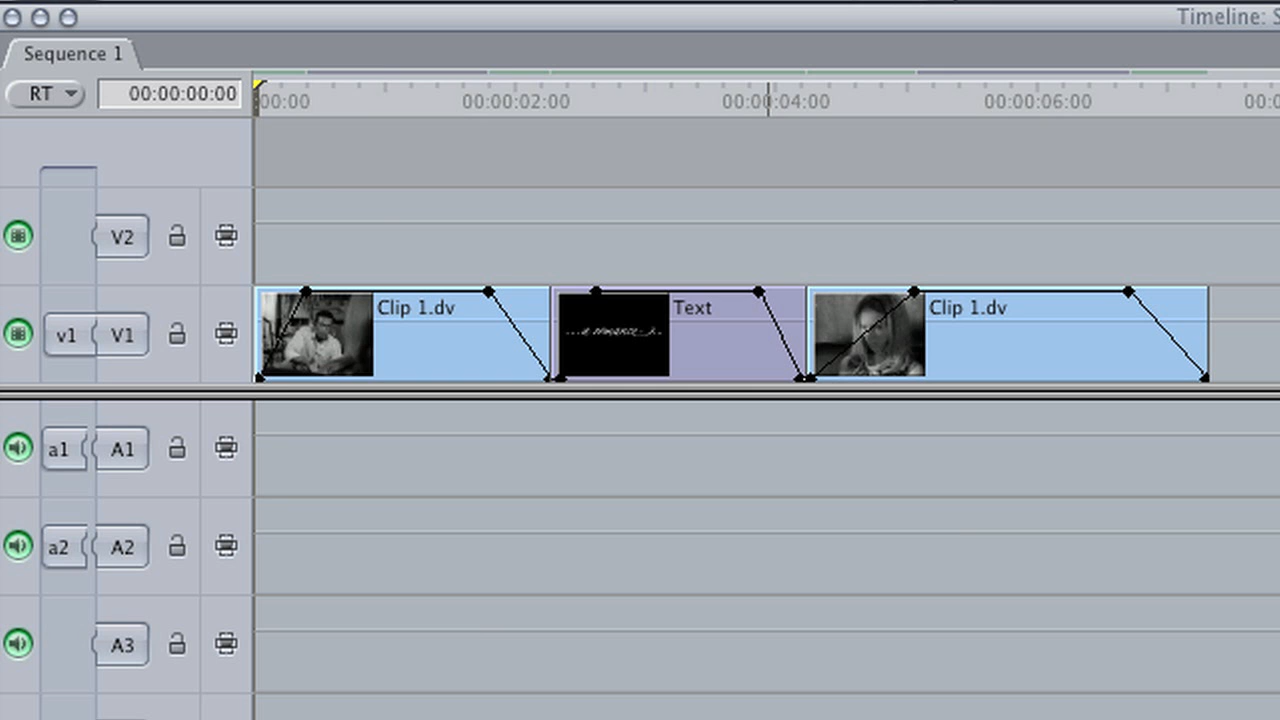 Timeline: S
Sequence 1
RT 00:00:00:00 00:00 00:00:02:00 00:00:04:00 00:00:06:00 00:0
V2
v1 V1 Clip 1.dv Text Clip 1.dv
a1 A1
a2 A2
A3